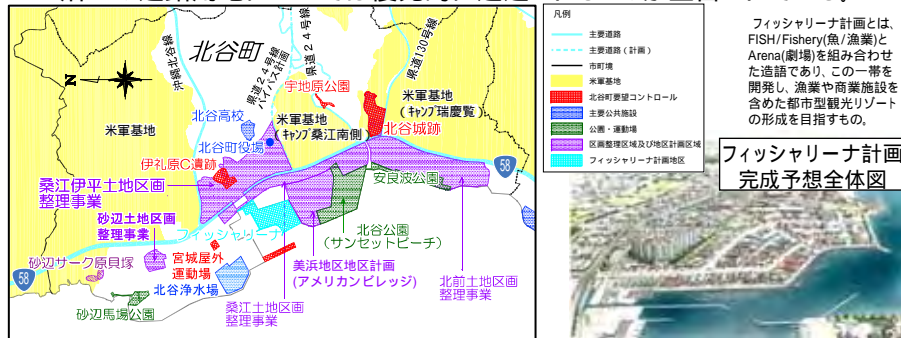 北谷町
沖縄北谷線
県道24号線
県道24号線
バイパス計画
県道130号線
宇地原公園
N
米軍基地
北谷高校
米軍基地
(キャンプ桑江南側)
米軍基地
(キャンプ瑞慶覧)
北谷町役場
北谷城跡
伊礼原C遺跡
58
桑江伊平土地区画
整理事業
安良波公園
砂辺土地区画
整理事業
フィッシャリーナ
北谷公園
(サンセットビーチ)
58
砂辺サーク原貝塚
宮城屋外
運動場
美浜地区地区計画
(アメリカンビレッジ)
北前土地区画
整理事業
北谷浄水場
桑江土地区画
整理事業
砂辺馬場公園
凡例
主要道路
主要道路(計画)
市町境
米軍基地
北谷町要望コントロール
主要公共施設
公園・運動場
区画整理区域及び地区計画区域
フィッシャリーナ計画地区
フィッシャリーナ計画とは、
FISH/Fishery(魚/漁業)と
Arena(劇場)を組み合わせ
た造語であり、この一帯を
開発し、漁業や商業施設を
含めた都市型観光リゾート
の形成を目指すもの。
フィッシャリーナ計画
完成予想全体図